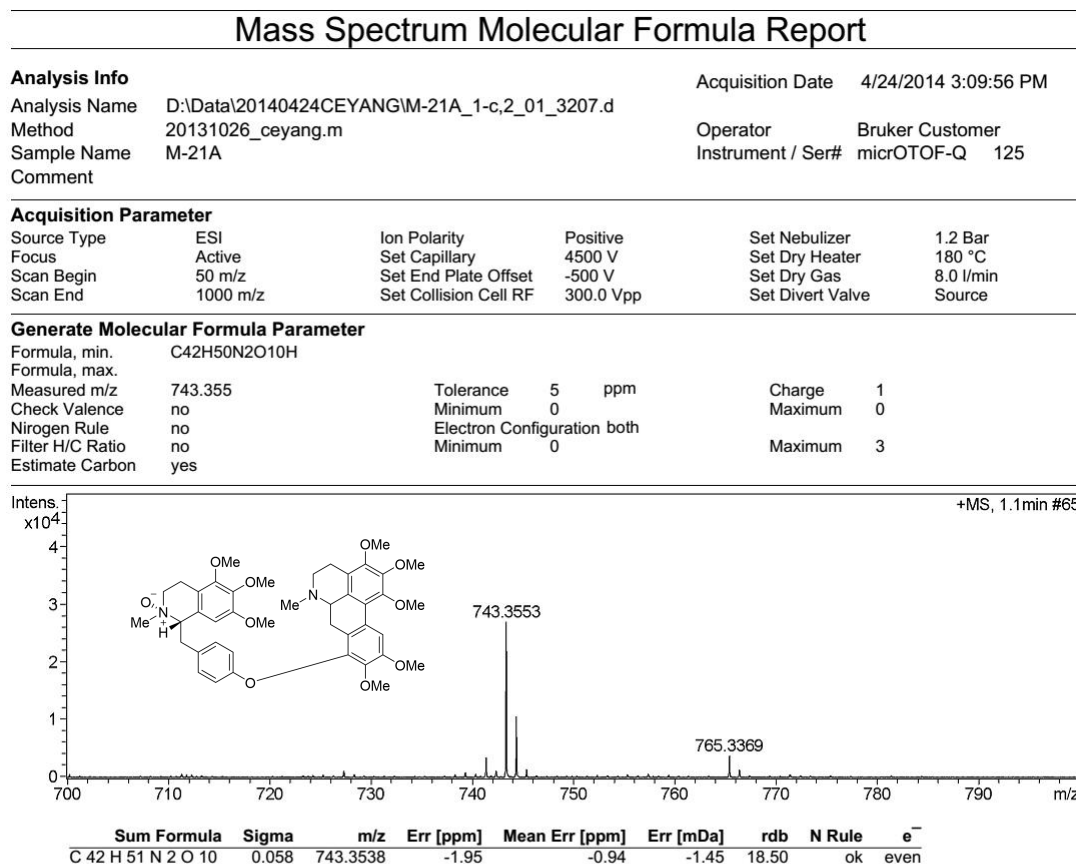 Mass Spectrum Molecular Formula Report
Analysis Info
Acquisition Date 4/24/2014 3:09:56 PM
Analysis Name D:\Data\20140424CEYANG\M-21A_1-c,2_01_3207.d
Method 20131026_ceyang.m
Operator Bruker Customer
Sample Name M-21A
Instrument / Ser# micrOTOF-Q 125
Comment
Acquisition Parameter
Source Type ESI Ion Polarity Positive Set Nebulizer 1.2 Bar
Focus Active Set Capillary 4500 V Set Dry Heater 180 °C
Scan Begin 50 m/z Set End Plate Offset -500 V Set Dry Gas 8.0 l/min
Scan End 1000 m/z Set Collision Cell RF 300.0 Vpp Set Divert Valve Source
Generate Molecular Formula Parameter
Formula, min. C42H50N2O10H
Formula, max.
Measured m/z 743.355 Tolerance 5 ppm Charge 1
Check Valence no Minimum 0 Maximum 0
Nirogen Rule no Electron Configuration both
Filter H/C Ratio no Minimum 0 Maximum 3
Estimate Carbon yes
Intens.
x10⁴
+MS, 1.1min #65
4
3
2
1
0
OMe
OMe
OMe
O⁻
N⁺
Me
H
O
OMe
OMe
OMe
MeN
OMe
OMe
743.3553
765.3369
700 710 720 730 740 750 760 770 780 790 m/z
Sum Formula Sigma m/z Err [ppm] Mean Err [ppm] Err [mDa] rdb N Rule e⁻
C 42 H 51 N 2 O 10 0.058 743.3538 -1.95 -0.94 -1.45 18.50 ok even